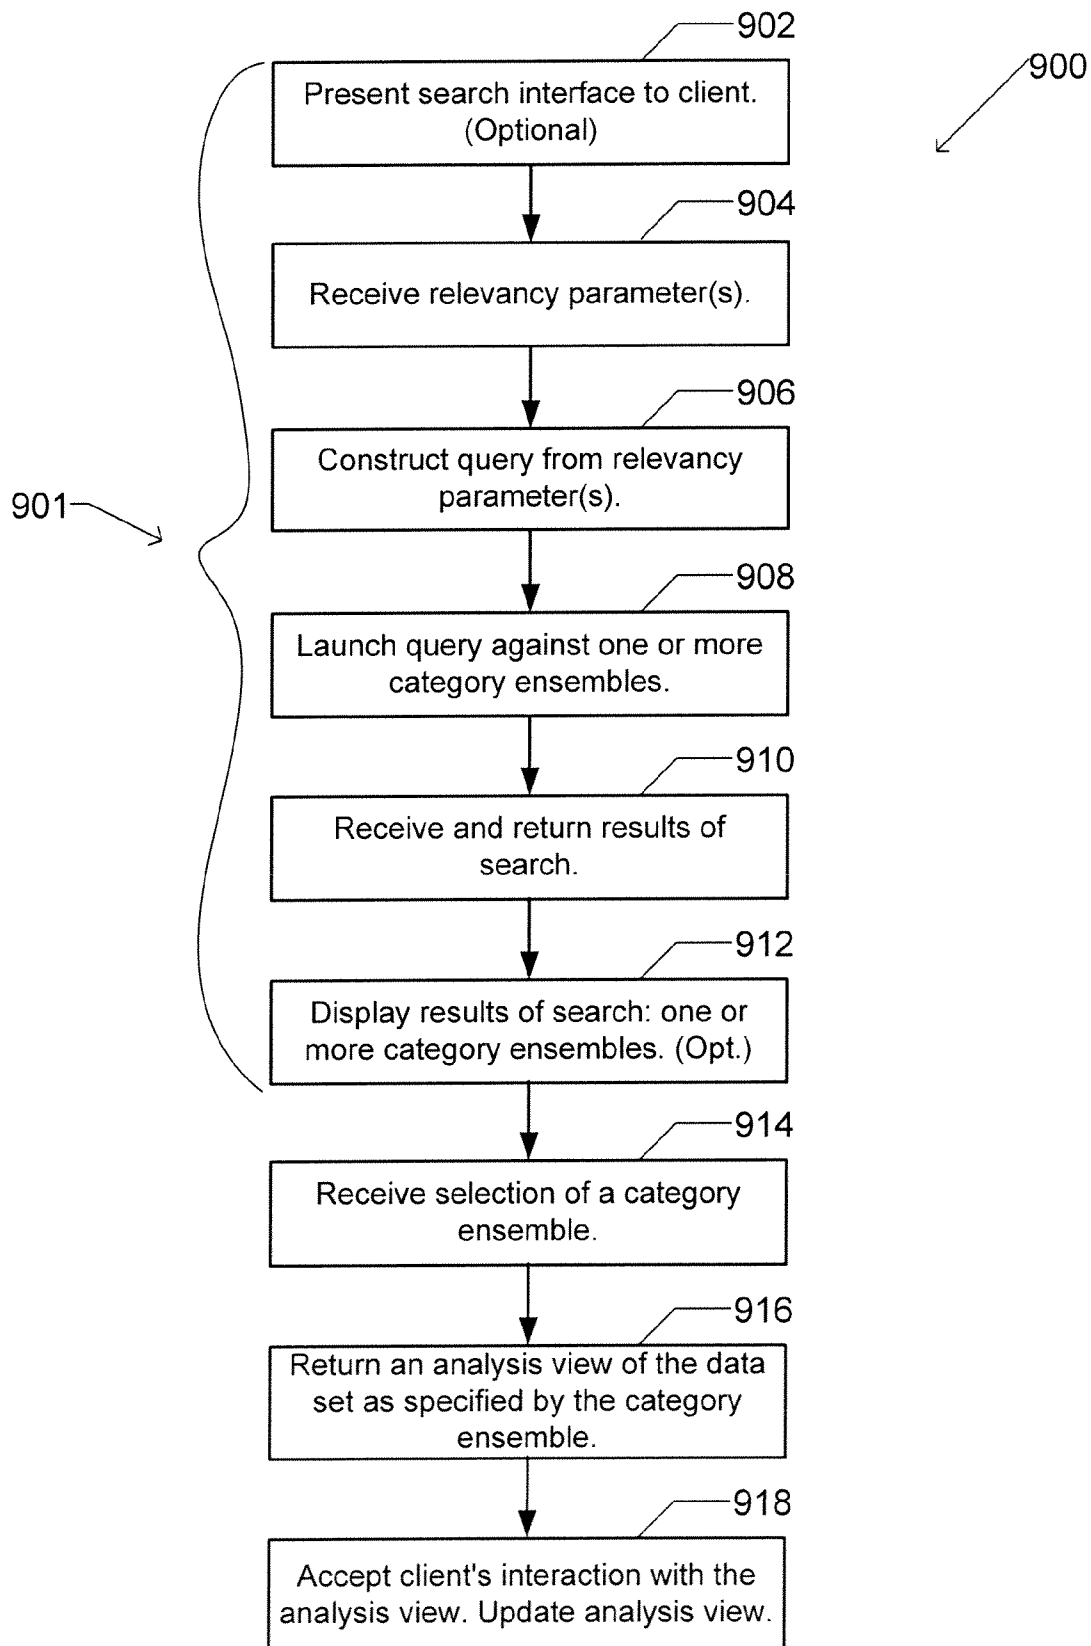 902
900
Present search interface to client.
(Optional)
904
Receive relevancy parameter(s).
906
Construct query from relevancy
parameter(s).
901
908
Launch query against one or more
category ensembles.
910
Receive and return results of
search.
912
Display results of search: one or
more category ensembles. (Opt.)
914
Receive selection of a category
ensemble.
916
Return an analysis view of the data
set as specified by the category
ensemble.
918
Accept client's interaction with the
analysis view. Update analysis view.